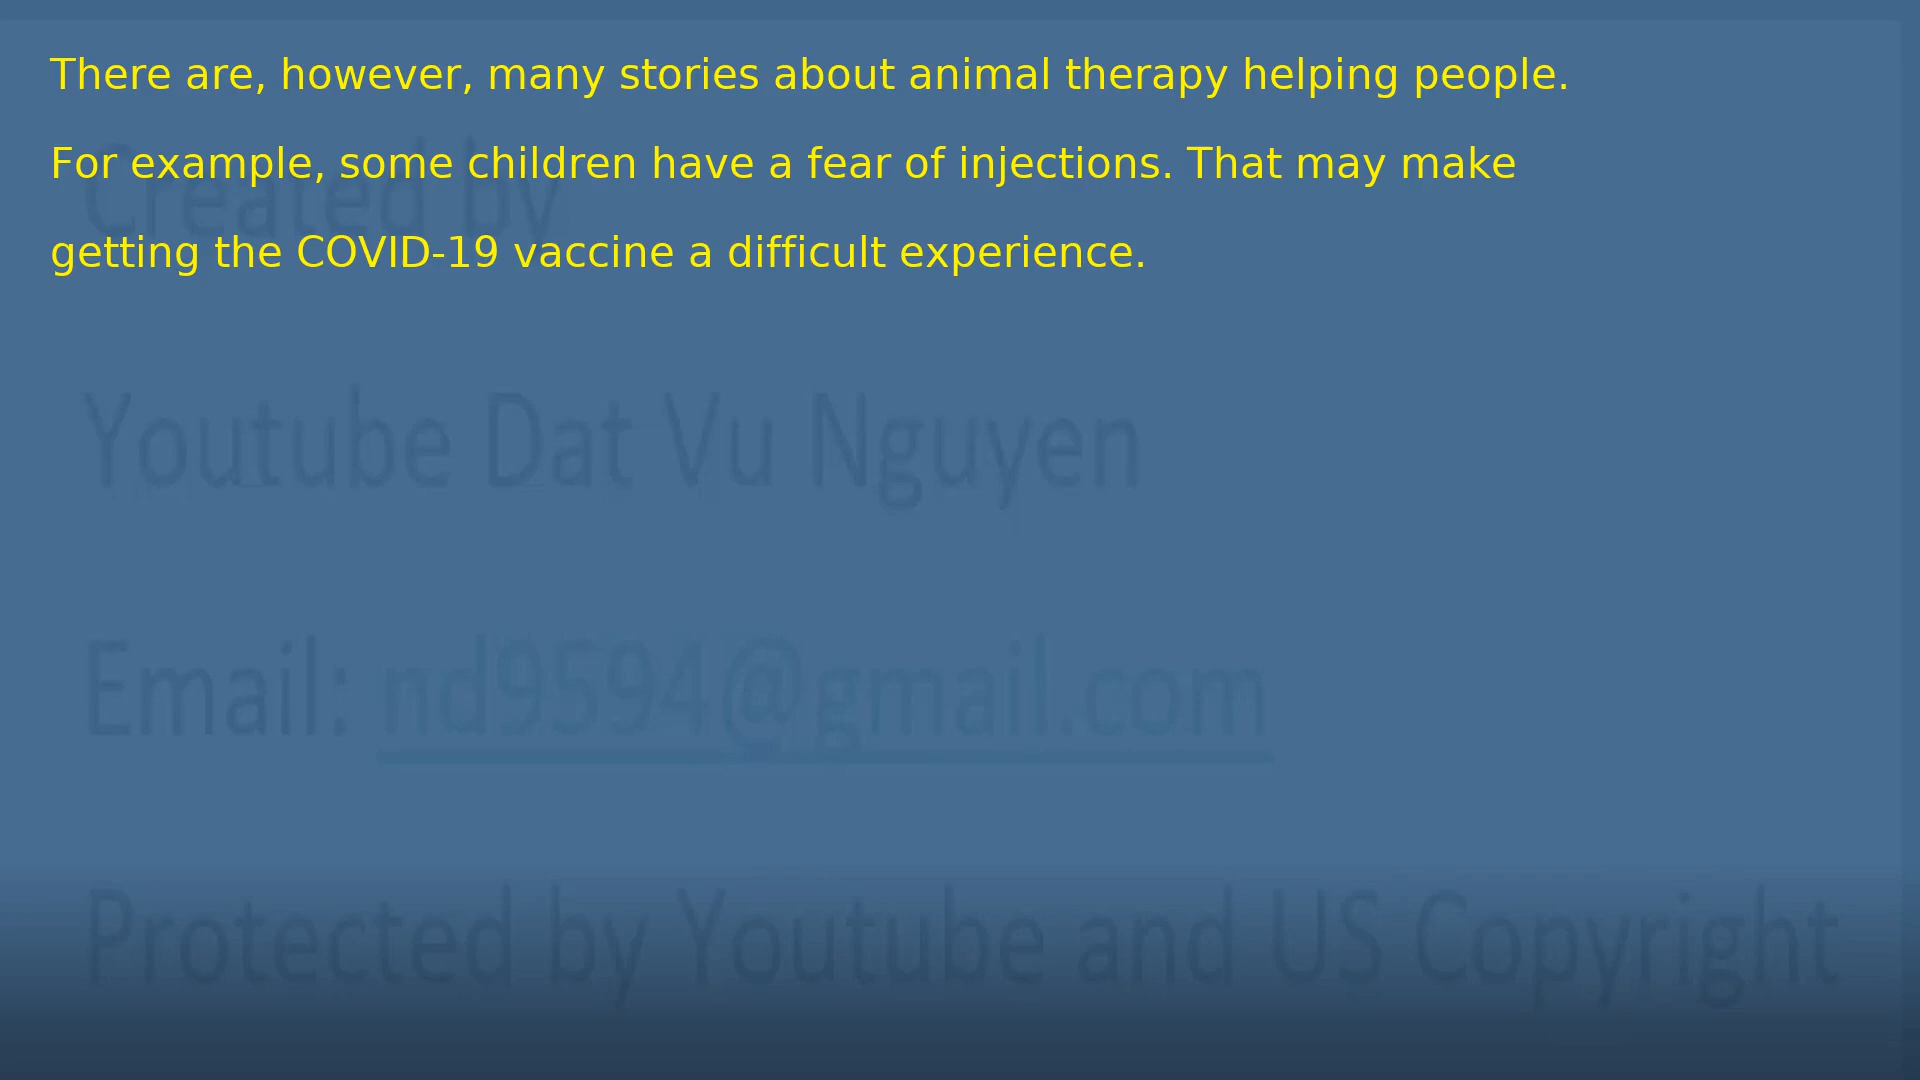 There are, however, many stories about animal therapy helping people.
For example, some children have a fear of injections. That may make
Created by
getting the COVID-19 vaccine a difficult experience.
Youtube Dat Vu Nguyen
Email: nd9594@gmail.com
Protected by Youtube and US Copyright